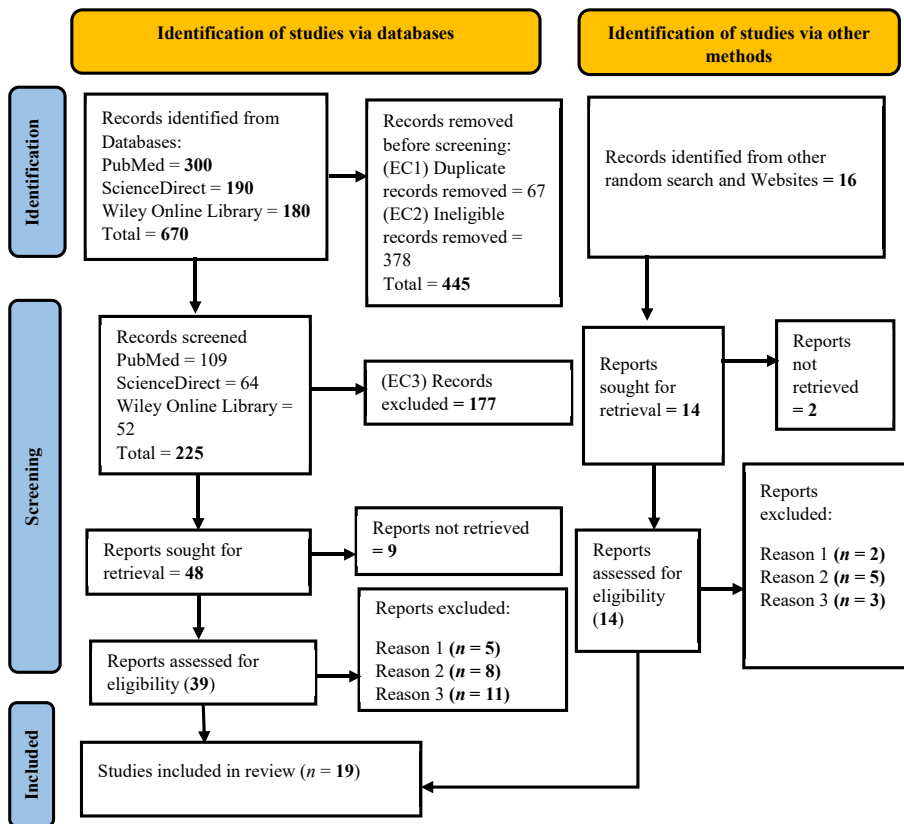 Identification of studies via databases
Identification of studies via other
methods
Identification
Records identified from
Databases:
PubMed = 300
ScienceDirect = 190
Wiley Online Library = 180
Total = 670
Records removed
before screening:
(EC1) Duplicate
records removed = 67
(EC2) Ineligible
records removed =
378
Total = 445
Records identified from other
random search and Websites = 16
Screening
Records screened
PubMed = 109
ScienceDirect = 64
Wiley Online Library =
52
Total = 225
(EC3) Records
excluded = 177
Reports
sought for
retrieval = 14
Reports
not
retrieved
= 2
Reports sought for
retrieval = 48
Reports not retrieved
= 9
Reports
assessed for
eligibility
(14)
Reports
excluded:
Reason 1 (n = 2)
Reason 2 (n = 5)
Reason 3 (n = 3)
Reports assessed for
eligibility (39)
Reports excluded:
Reason 1 (n = 5)
Reason 2 (n = 8)
Reason 3 (n = 11)
Included
Studies included in review (n = 19)